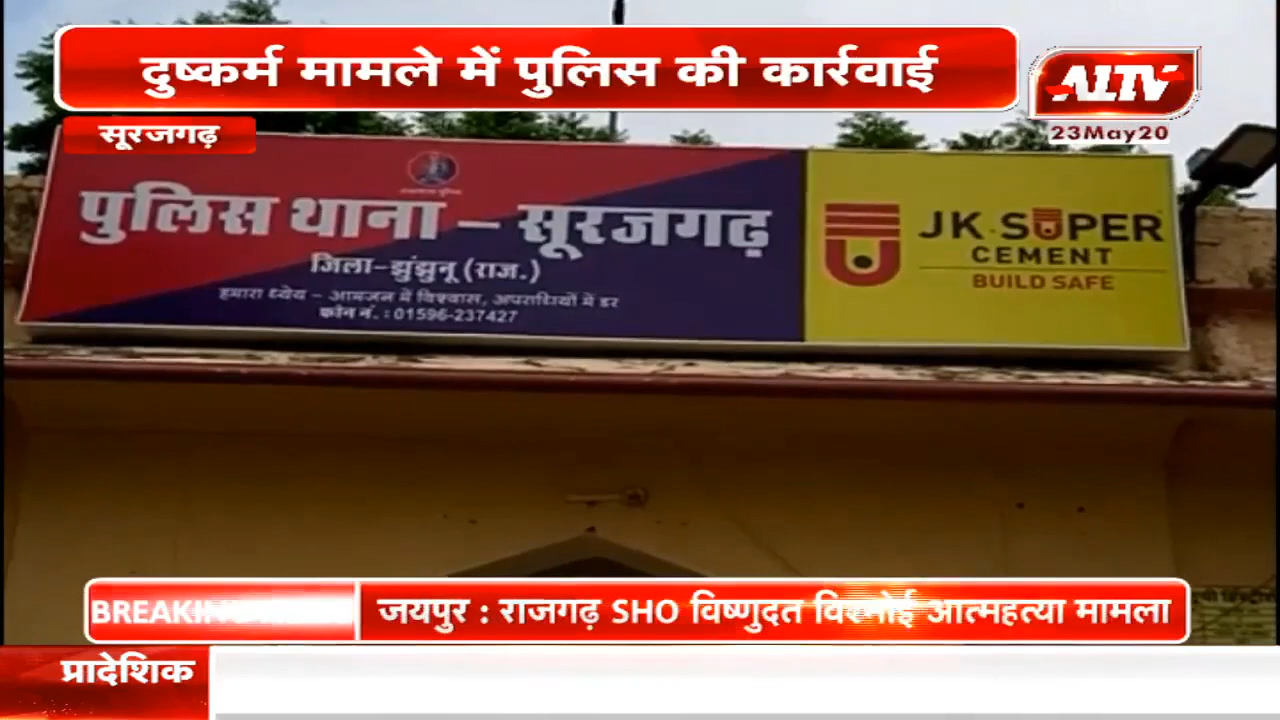 दुष्कर्म मामले में पुलिस की कार्रवाई
ALTV
23May20
सूरजगढ़
पुलिस थाना – सूरजगढ़
जिला–झुंझुनू (राज.)
हमारा ध्येय – आमजन में विश्वास, अपराधियों में डर
फोन नं. : 01596-237427
JK SUPER
CEMENT
BUILD SAFE
जयपुर : राजगढ़ SHO विष्णुदत विश्नोई आत्महत्या मामला
प्रादेशिक